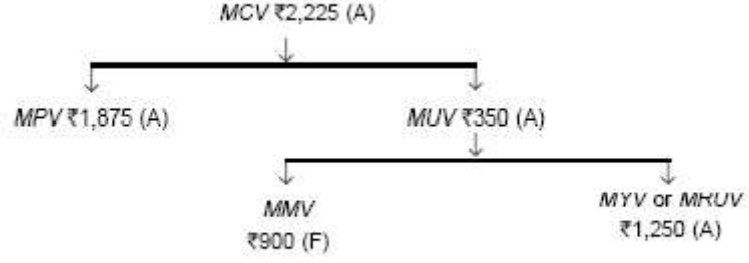 MCV ₹2,225 (A)
MPV ₹1,875 (A)
MUV ₹350 (A)
MMV
₹900 (F)
MYV or MRUV
₹1,250 (A)